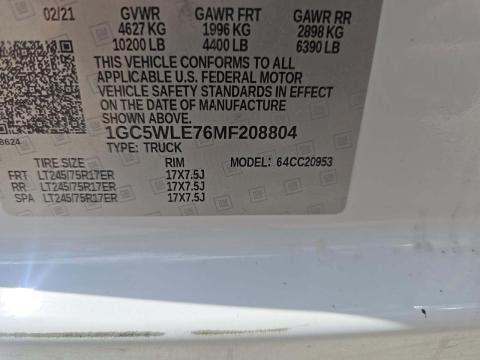 02/21 GVWR GAWR FRT GAWR RR
4627 KG 1996 KG 2898 KG
10200 LB 4400 LB 6390 LB
THIS VEHICLE CONFORMS TO ALL
APPLICABLE U.S. FEDERAL MOTOR
VEHICLE SAFETY STANDARDS IN EFFECT
ON THE DATE OF MANUFACTURE
SHOWN ABOVE.
1GC5WLE76MF208804
8624
TYPE: TRUCK
TIRE SIZE RIM MODEL: 64CC20953
FRT LT245/75R17ER 17X7.5J
RR LT245/75R17ER 17X7.5J
SPA LT245/75R17ER 17X7.5J